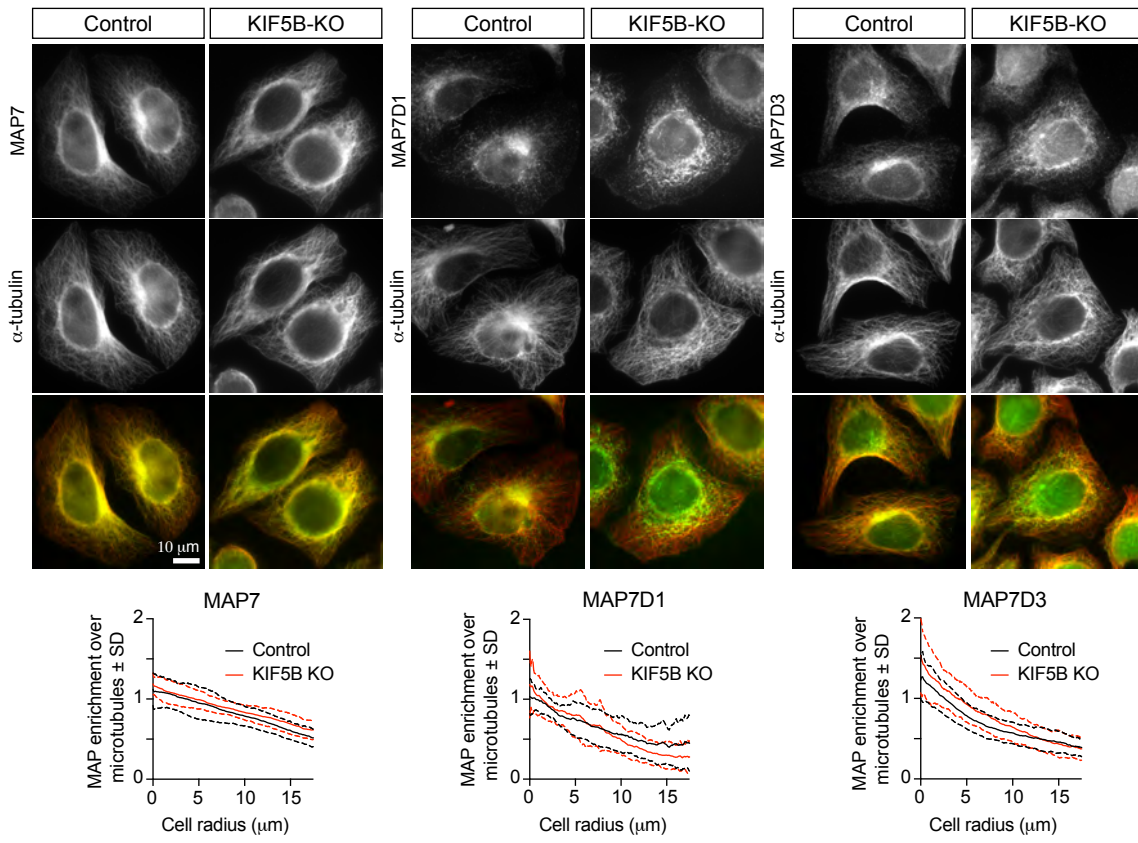 Control
KIF5B-KO
Control
KIF5B-KO
Control
KIF5B-KO
MAP7
MAP7D1
MAP7D3
α-tubulin
α-tubulin
α-tubulin
10 μm
MAP7
MAP enrichment over
microtubules ± SD
2
1
0
Control
KIF5B KO
0
5
10
15
Cell radius (μm)
MAP7D1
MAP enrichment over
microtubules ± SD
2
1
0
Control
KIF5B KO
0
5
10
15
Cell radius (μm)
MAP7D3
MAP enrichment over
microtubules ± SD
2
1
0
Control
KIF5B KO
0
5
10
15
Cell radius (μm)